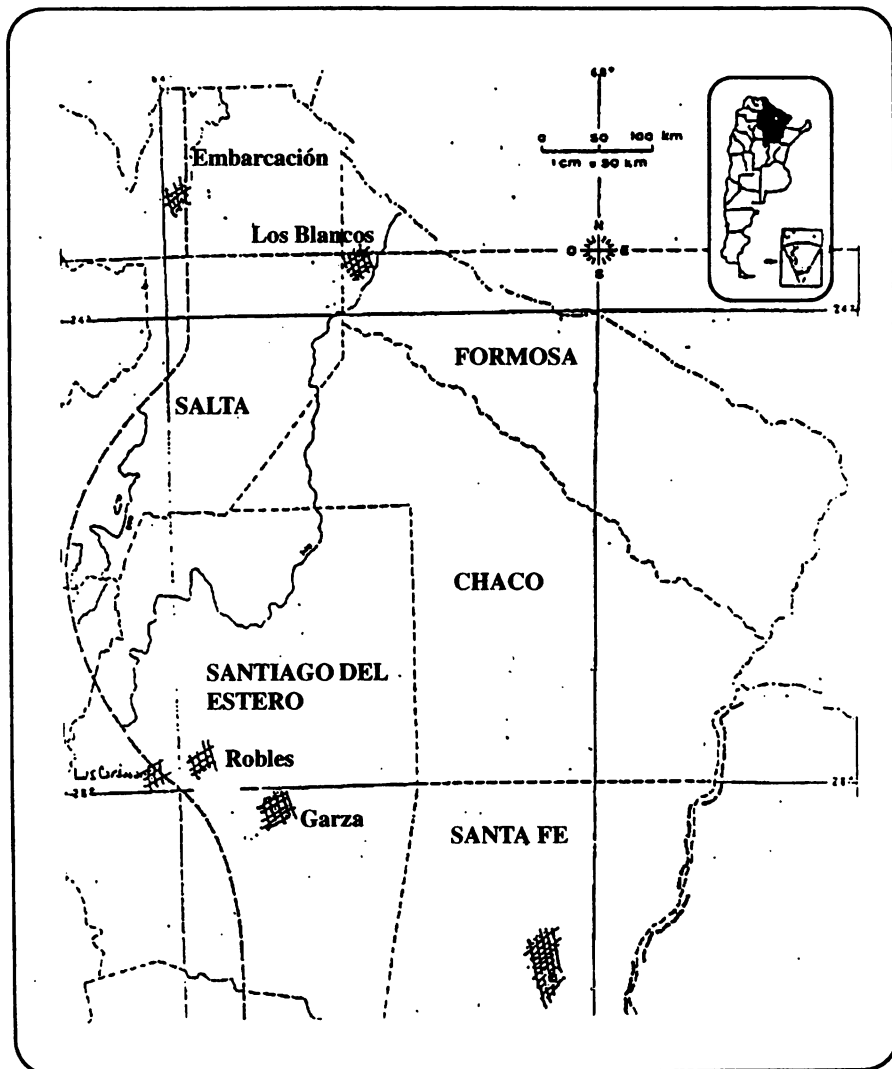 60°
0 50 100 km
1 cm = 50 km
Embarcación
Los Blancos
N
O E
S
FORMOSA
SALTA
CHACO
SANTIAGO DEL
ESTERO
Robles
Garza
SANTA FE